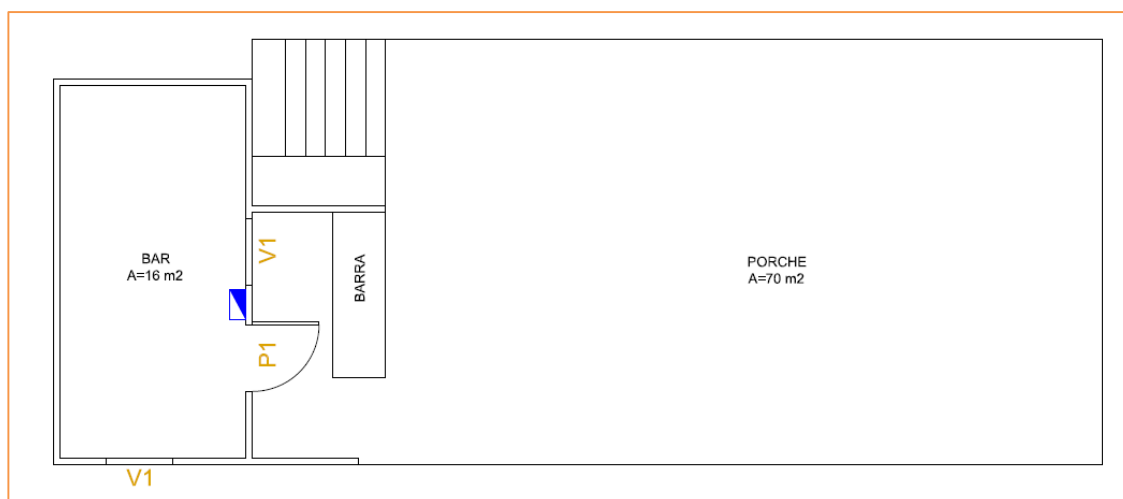 BAR
A=16 m2
V1
BARRA
PORCHE
A=70 m2
P1
V1